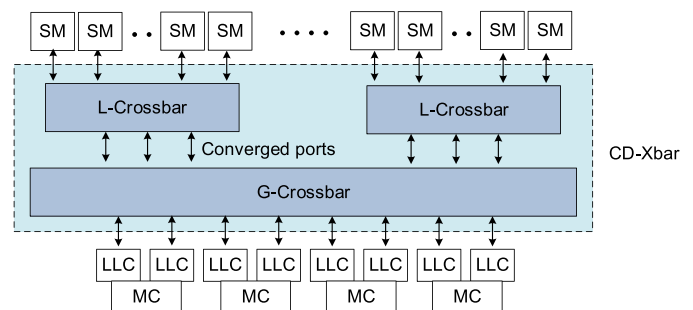 SM SM .. SM SM .... SM SM .. SM SM
L-Crossbar L-Crossbar
Converged ports
CD-Xbar
G-Crossbar
LLC LLC LLC LLC LLC LLC LLC LLC
MC MC MC MC